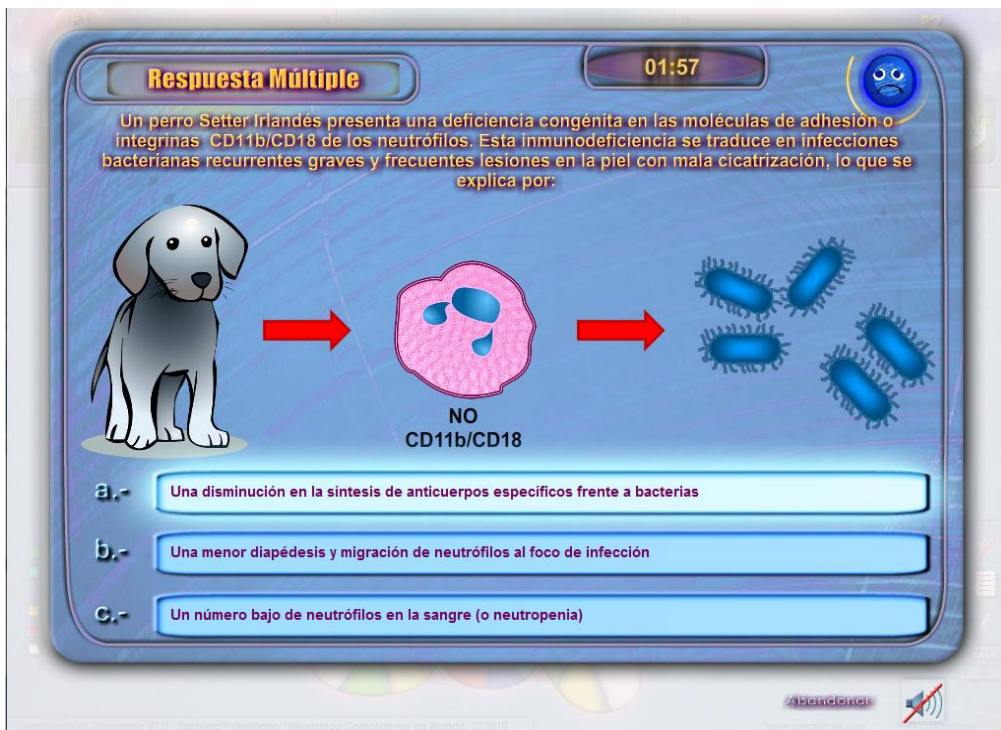 01:57
Respuesta Múltiple
Un perro Setter Irlandés presenta una deficiencia congénita en las moléculas de adhesión o
integrinas CD11b/CD18 de los neutrófilos. Esta inmunodeficiencia se traduce en infecciones
bacterianas recurrentes graves y frecuentes lesiones en la piel con mala cicatrización, lo que se
explica por:
NO
CD11b/CD18
a.- Una disminución en la síntesis de anticuerpos específicos frente a bacterias
b.- Una menor diapédesis y migración de neutrófilos al foco de infección
c.- Un número bajo de neutrófilos en la sangre (o neutropenia)
Abandonar